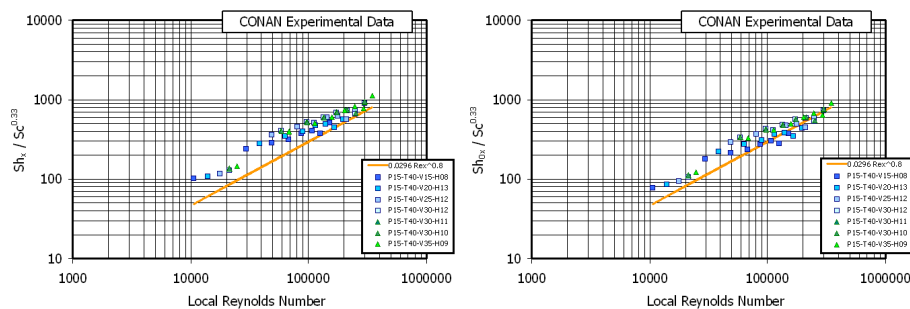 CONAN Experimental Data
10000
1000
100
10
Sh_x / Sc^0.33
0.0296 Rex^0.8
P15-T40-V15-H08
P15-T40-V20-H13
P15-T40-V25-H12
P15-T40-V30-H12
P15-T40-V30-H11
P15-T40-V30-H10
P15-T40-V35-H09
1000 10000 100000 1000000
Local Reynolds Number
CONAN Experimental Data
10000
1000
100
10
Sh_0x / Sc^0.33
0.0296 Rex^0.8
P15-T40-V15-H08
P15-T40-V20-H13
P15-T40-V25-H12
P15-T40-V30-H12
P15-T40-V30-H11
P15-T40-V30-H10
P15-T40-V35-H09
1000 10000 100000 1000000
Local Reynolds Number